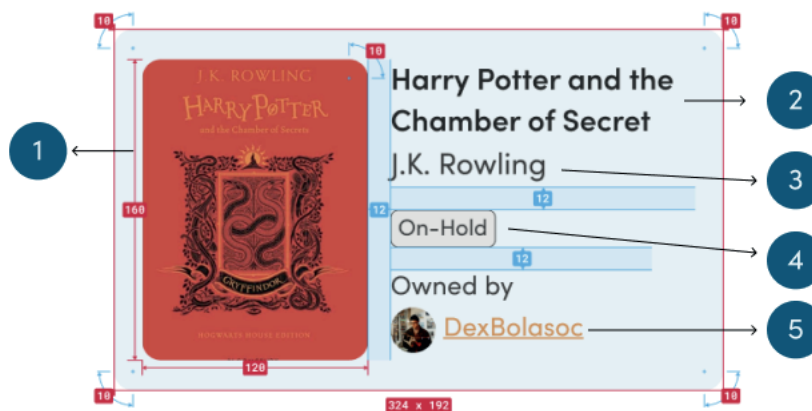 10
10
10
J.K. ROWLING
HARRY POTTER
and the Chamber of Secrets
GRYFFINDOR
HOGWARTS HOUSE EDITION
Harry Potter and the
Chamber of Secret
J.K. Rowling
12
12
On-Hold
12
Owned by
DexBolasoc
1
2
3
4
5
160
120
10
10
324 x 192